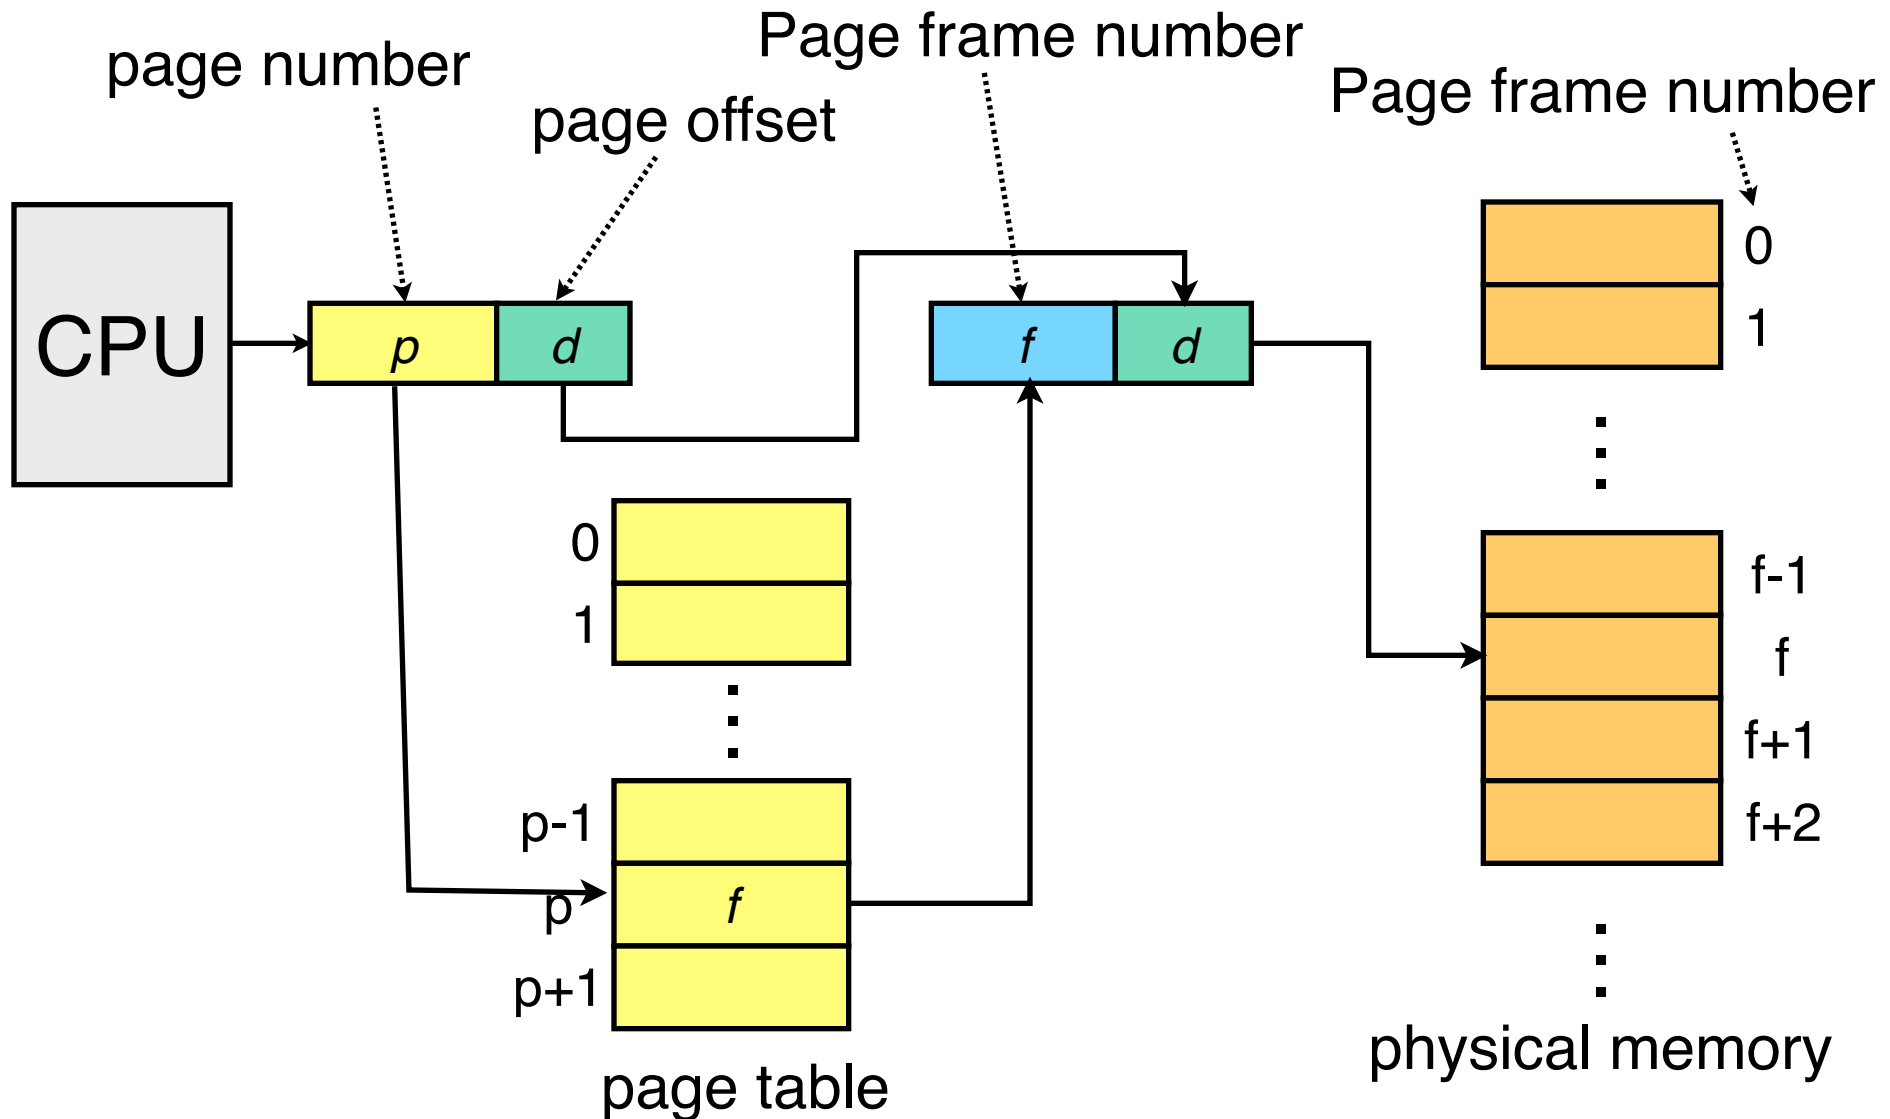 Page frame number
page number
Page frame number
page offset
CPU
p
d
f
d
0
1
0
1
p-1
p
f
p+1
f-1
f
f+1
f+2
physical memory
page table